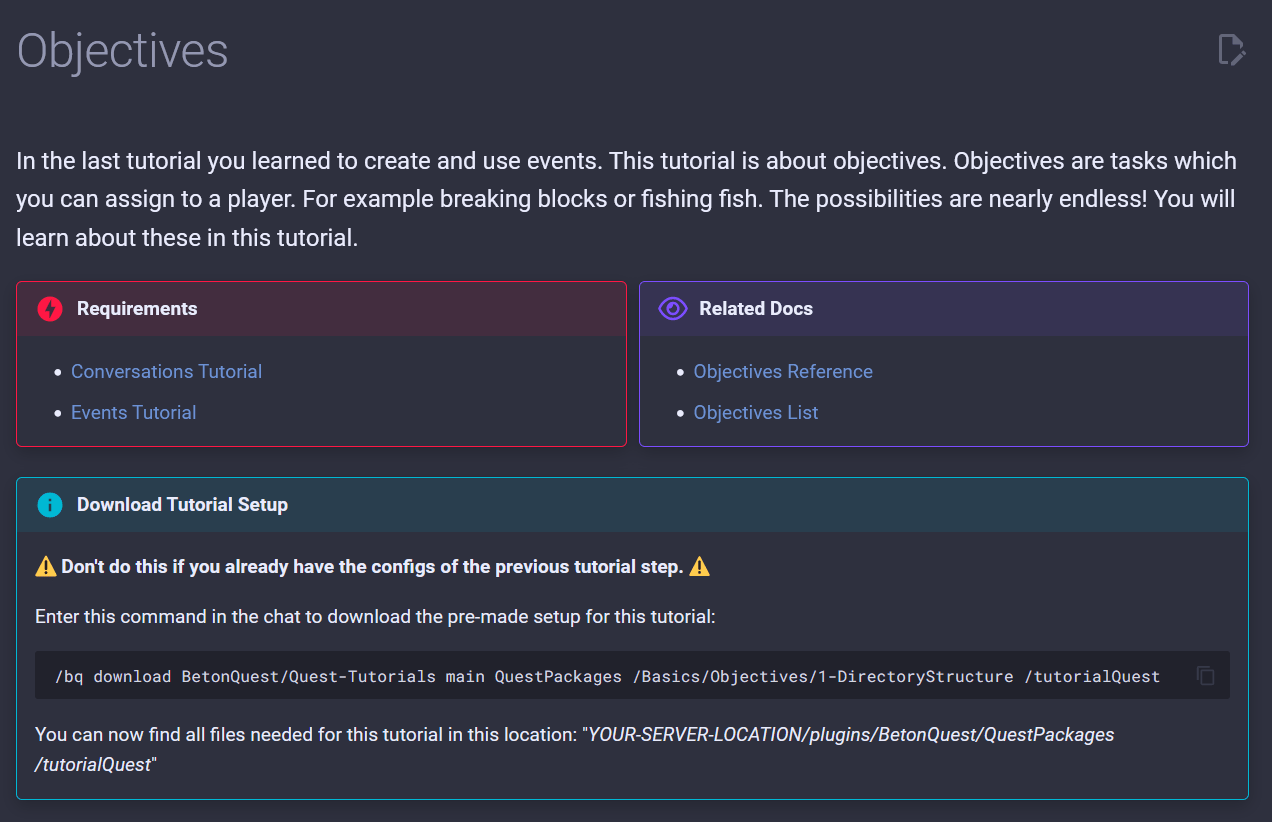 Objectives
In the last tutorial you learned to create and use events. This tutorial is about objectives. Objectives are tasks which
you can assign to a player. For example breaking blocks or fishing fish. The possibilities are nearly endless! You will
learn about these in this tutorial.
Requirements
Conversations Tutorial
Events Tutorial
Related Docs
Objectives Reference
Objectives List
Download Tutorial Setup
⚠️ Don't do this if you already have the configs of the previous tutorial step. ⚠️
Enter this command in the chat to download the pre-made setup for this tutorial:
/bq download BetonQuest/Quest-Tutorials main QuestPackages /Basics/Objectives/1-DirectoryStructure /tutorialQuest
You can now find all files needed for this tutorial in this location: "YOUR-SERVER-LOCATION/plugins/BetonQuest/QuestPackages
/tutorialQuest"